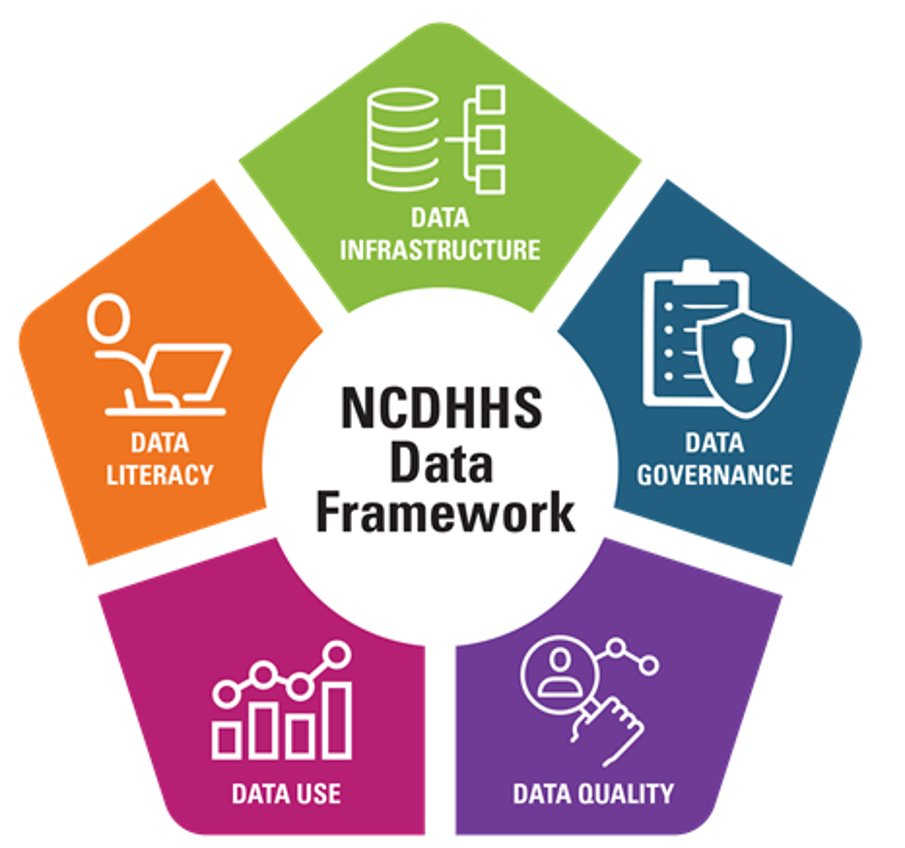 DATA
INFRASTRUCTURE
DATA
GOVERNANCE
DATA QUALITY
DATA USE
DATA
LITERACY
NCDHHS
Data
Framework